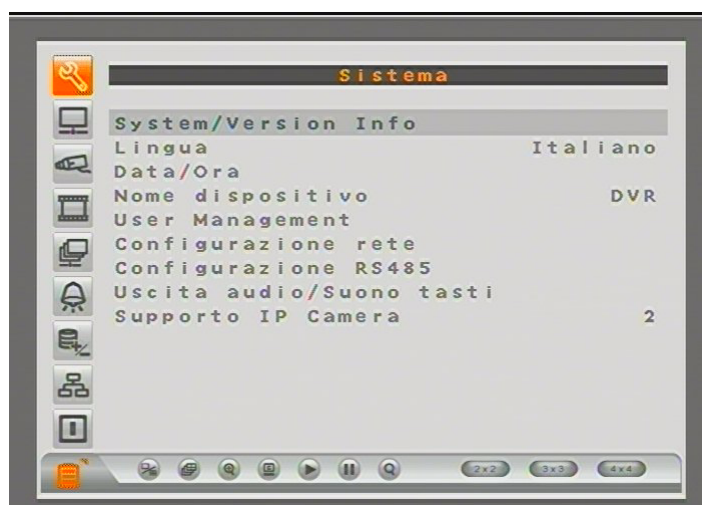 Sistema
System/Version Info
Lingua Italiano
Data/Ora
Nome dispositivo DVR
User Management
Configurazione rete
Configurazione RS485
Uscita audio/Suono tasti
Supporto IP Camera 2
2x2 3x3 4x4